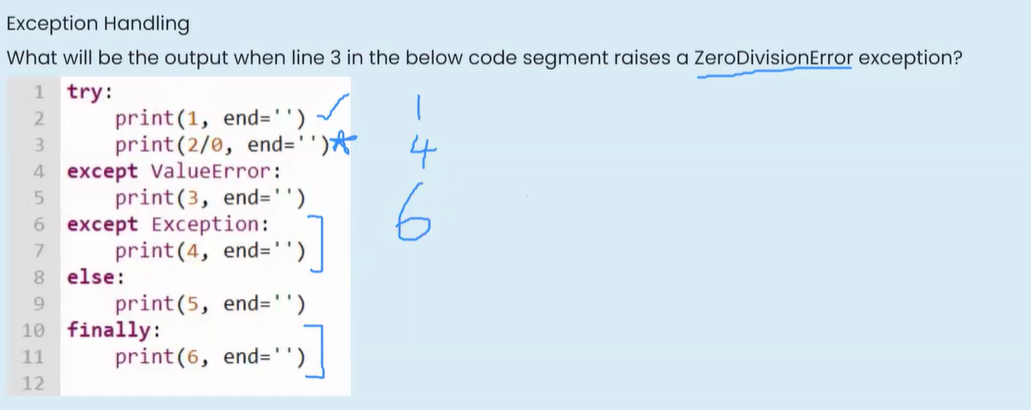 Exception Handling
What will be the output when line 3 in the below code segment raises a ZeroDivisionError exception?
1 try:
2     print(1, end='')
3     print(2/0, end='')
4 except ValueError:
5     print(3, end='')
6 except Exception:
7     print(4, end='')
8 else:
9     print(5, end='')
10 finally:
11     print(6, end='')
12
1
4
6